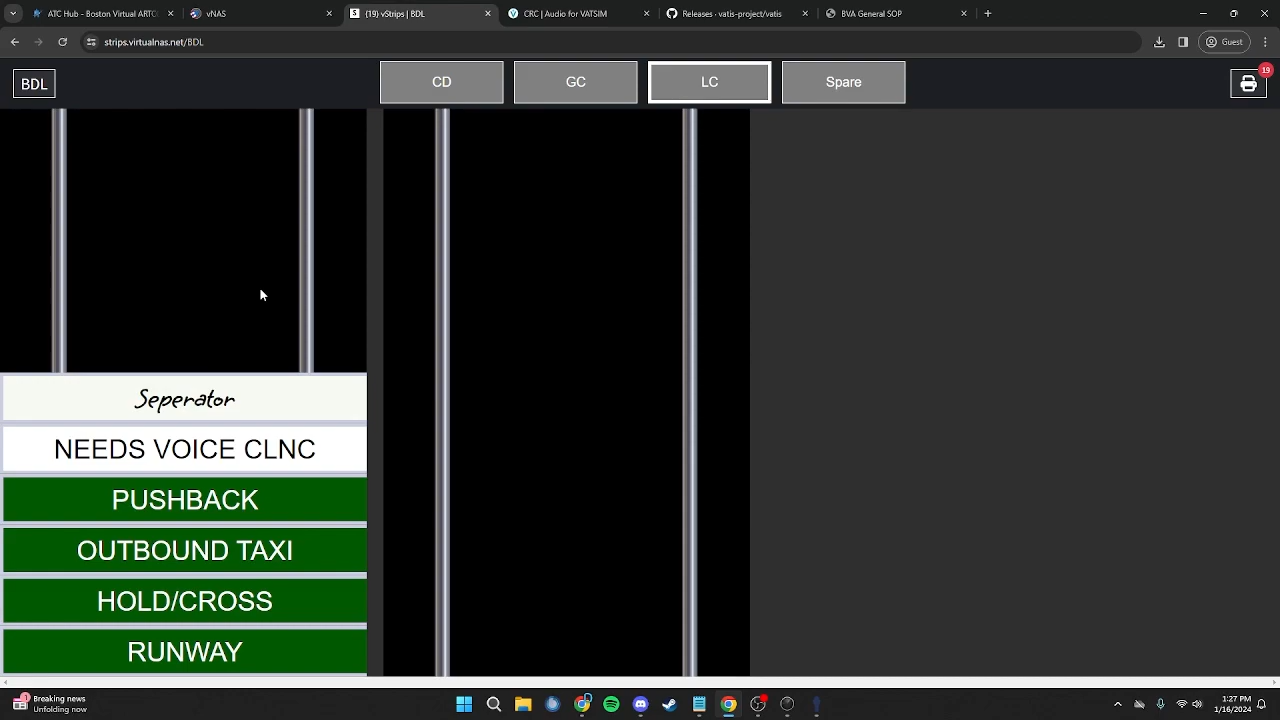 ATC Hub - Boston Virtual ARTC
vNAS
(19) vStrips | BDL
CRC | Audio for VATSIM
Releases · vatis-project/vatis
BVA General SOP
strips.virtualnas.net/BDL
Guest
BDL
CD
GC
LC
Spare
19
Seperator
NEEDS VOICE CLNC
PUSHBACK
OUTBOUND TAXI
HOLD/CROSS
RUNWAY
Breaking news
Unfolding now
1:27 PM
1/16/2024